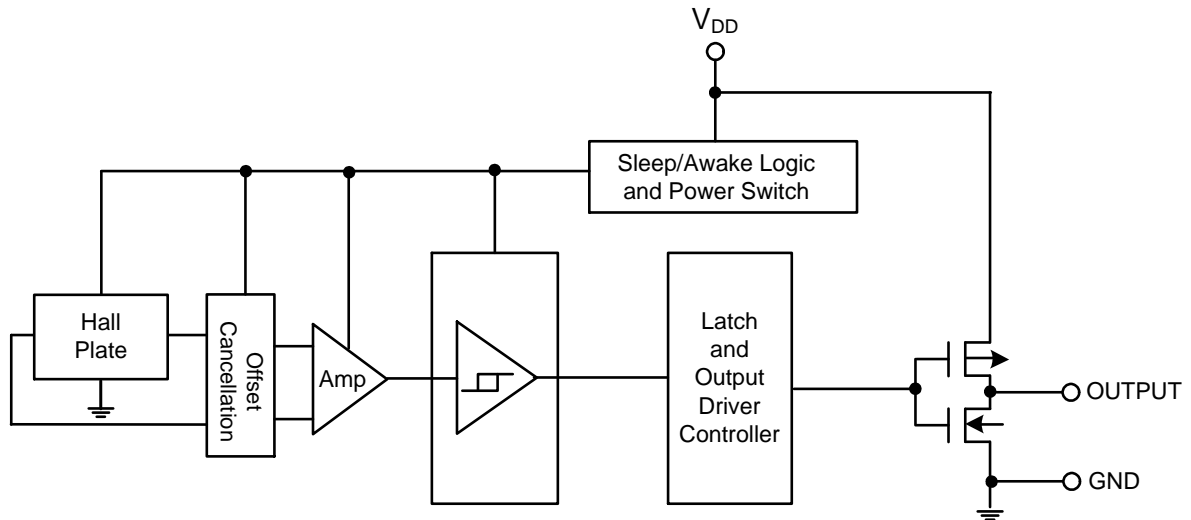 VDD
Sleep/Awake Logic
and Power Switch
Hall
Plate
Offset
Cancellation
Amp
Latch
and
Output
Driver
Controller
OUTPUT
GND